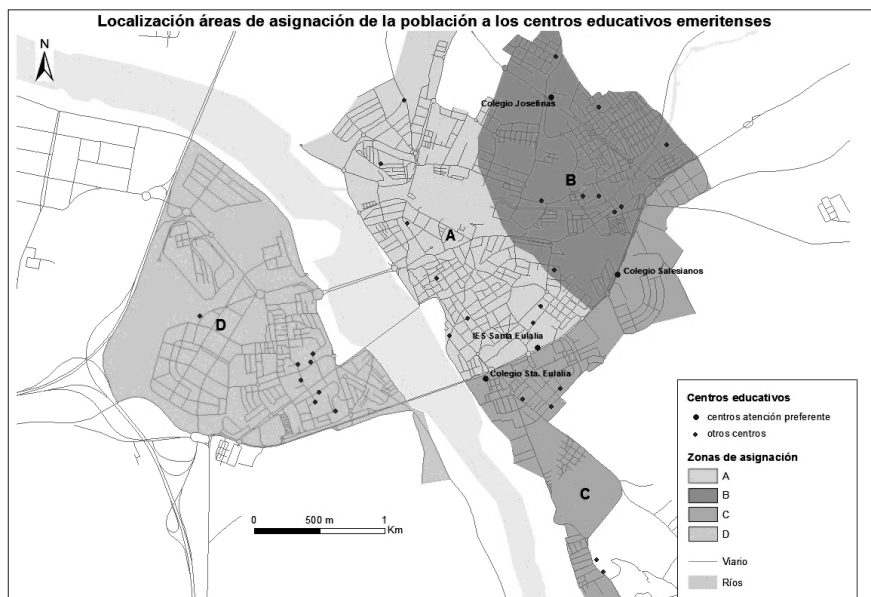 Localización áreas de asignación de la población a los centros educativos emeritenses
N
Colegio Josefinas
B
A
Colegio Salesianos
D
IES Santa Eulalia
Colegio Sta. Eulalia
C
0 500 m 1
Km
Centros educativos
centros atención preferente
otros centros
Zonas de asignación
A
B
C
D
Viario
Ríos